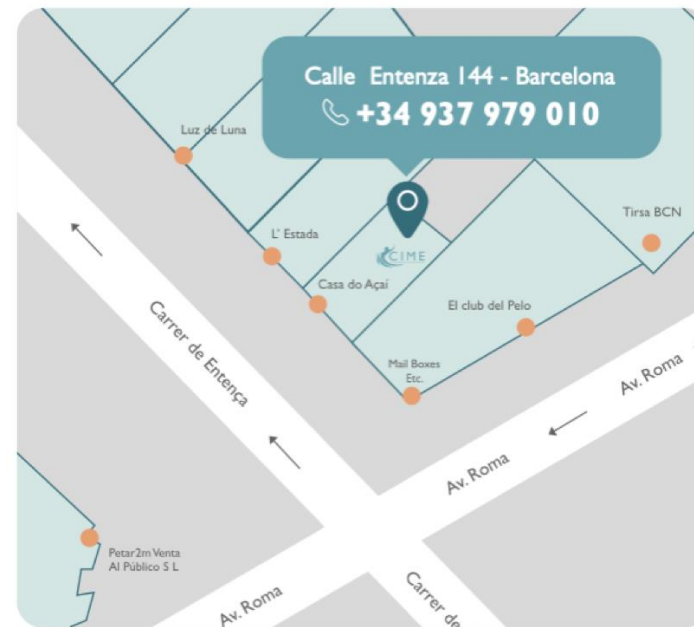 Calle Entenza 144 - Barcelona
+34 937 979 010
Luz de Luna
Tirsa BCN
L' Estada
CIME
Casa do Açaí
El club del Pelo
Carrer de Entença
Mail Boxes
Etc.
Av. Roma
Av. Roma
Petar2m Venta
Al Público S L
Av. Roma
Carrer de